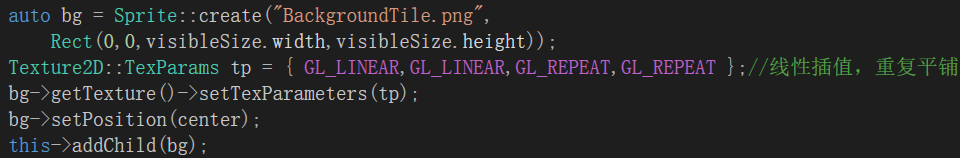 auto bg = Sprite::create("BackgroundTile.png",
Rect(0,0,visibleSize.width,visibleSize.height));
Texture2D::TexParams tp = { GL_LINEAR,GL_LINEAR,GL_REPEAT,GL_REPEAT };//线性插值，重复平铺
bg->getTexture()->setTexParameters(tp);
bg->setPosition(center);
this->addChild(bg);